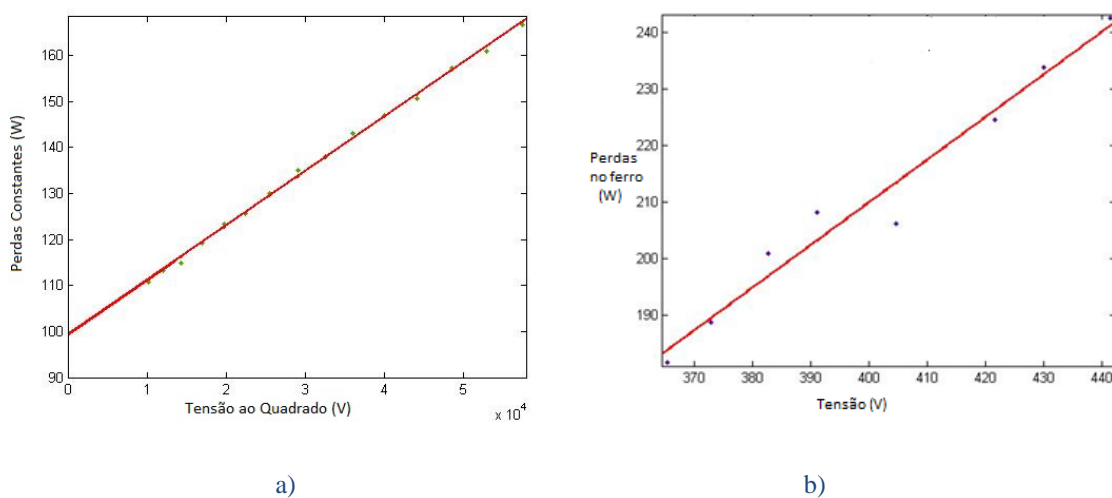 160
150
140
130
120
110
100
90
Perdas Constantes (W)
0 1 2 3 4 5
Tensão ao Quadrado (V)
x 10^4
a)
240
230
220
210
200
190
Perdas
no ferro
(W)
370 380 390 400 410 420 430 440
Tensão (V)
b)